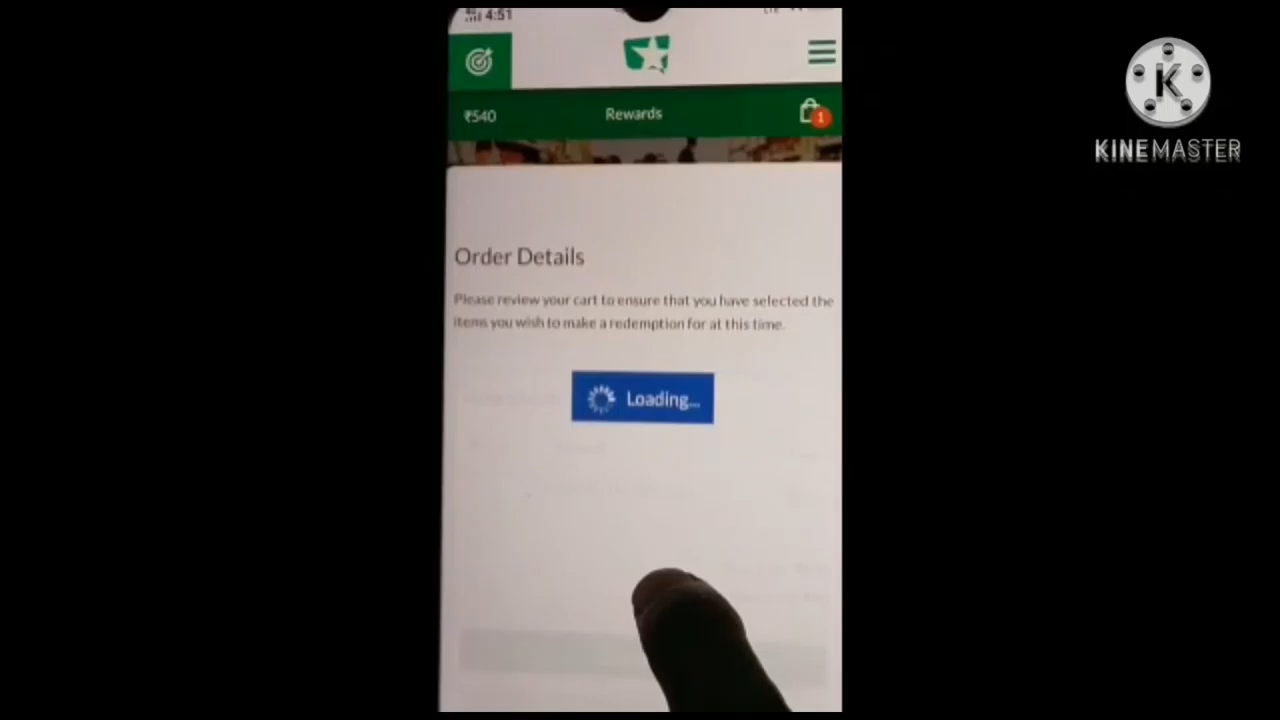 4:51
₹540
Rewards
1
Order Details
Please review your cart to ensure that you have selected the
items you wish to make a redemption for at this time.
Loading...
K
KINEMASTER